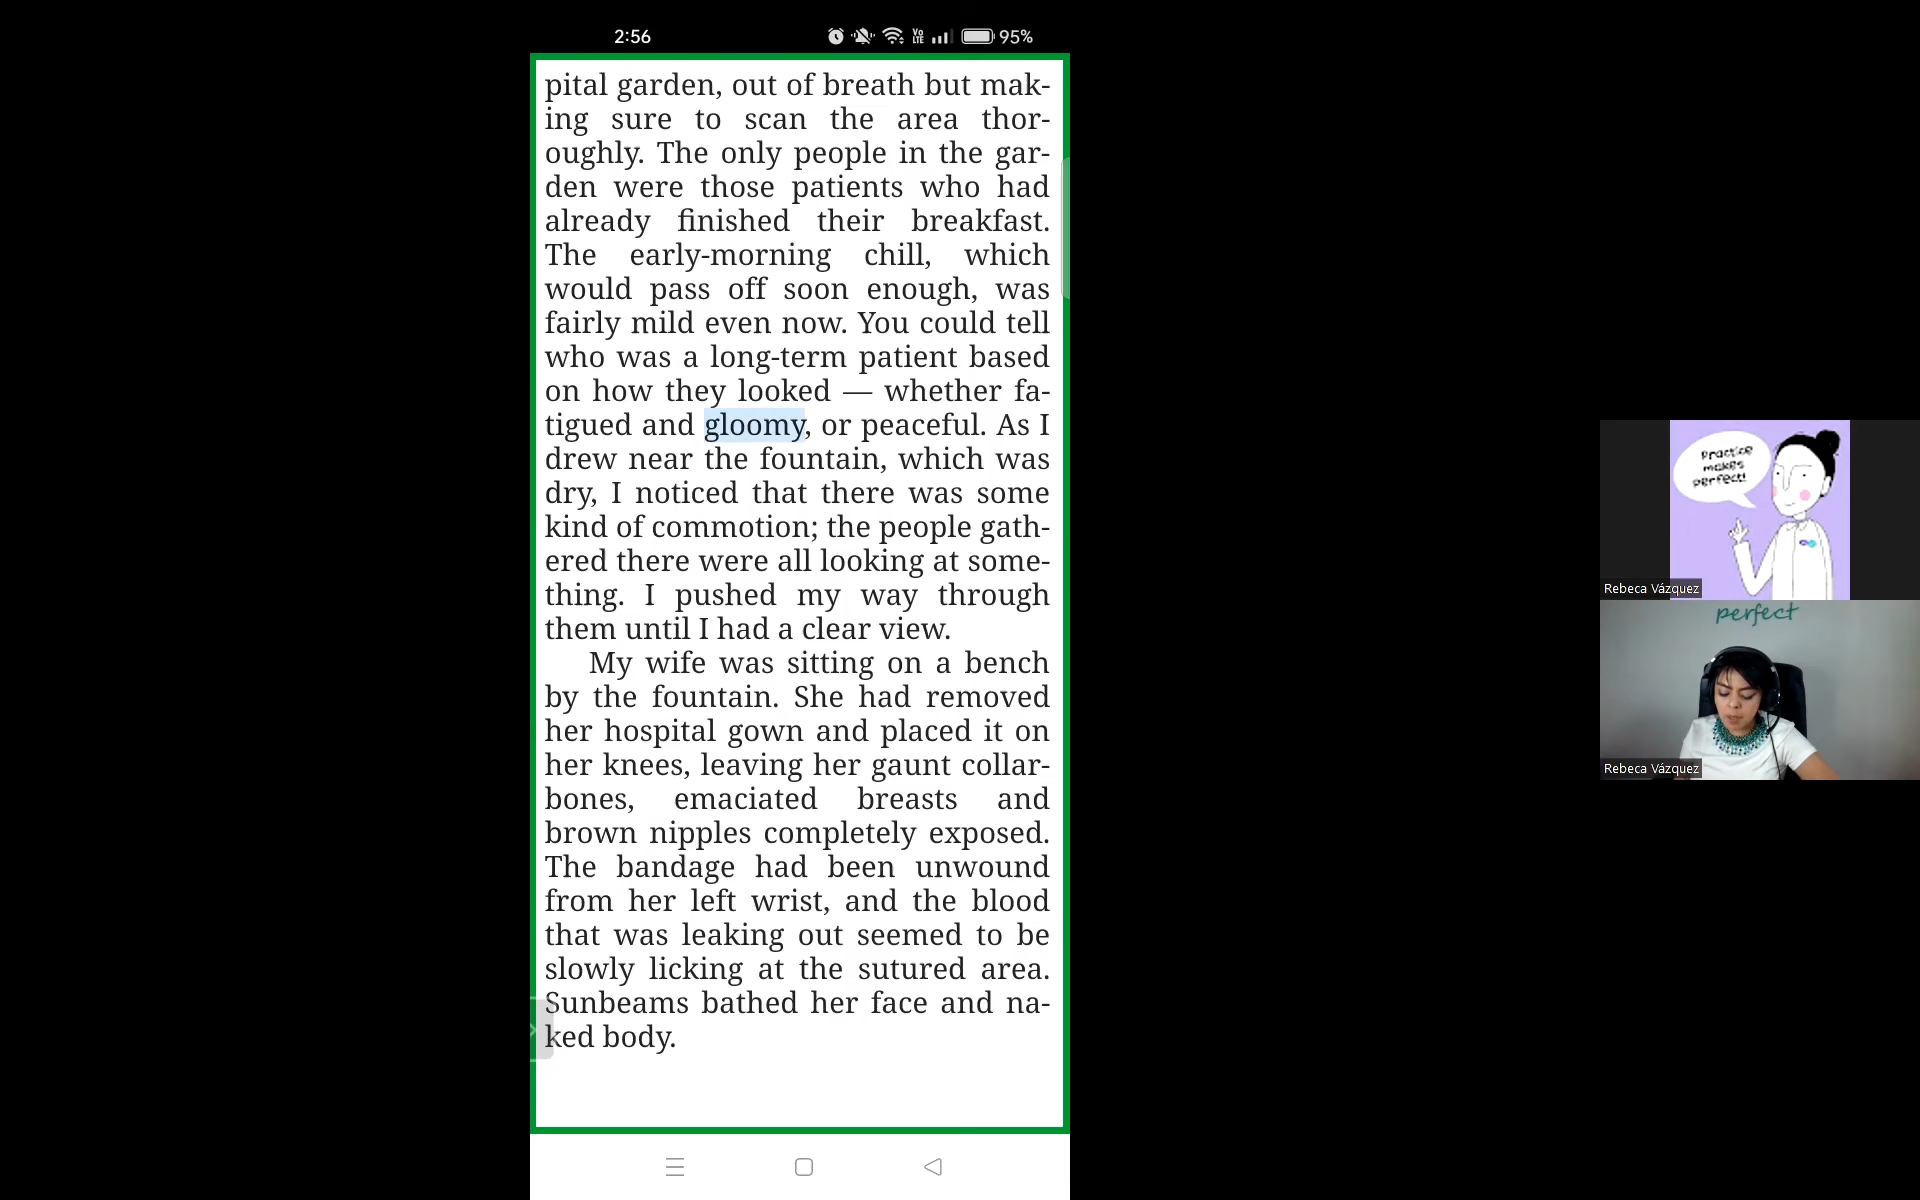 2:56
Vo
LTE
95%
pital garden, out of breath but mak-
ing sure to scan the area thor-
oughly. The only people in the gar-
den were those patients who had
already finished their breakfast.
The early-morning chill, which
would pass off soon enough, was
fairly mild even now. You could tell
who was a long-term patient based
on how they looked — whether fa-
tigued and gloomy, or peaceful. As I
drew near the fountain, which was
dry, I noticed that there was some
kind of commotion; the people gath-
ered there were all looking at some-
thing. I pushed my way through
them until I had a clear view.
My wife was sitting on a bench
by the fountain. She had removed
her hospital gown and placed it on
her knees, leaving her gaunt collar-
bones, emaciated breasts and
brown nipples completely exposed.
The bandage had been unwound
from her left wrist, and the blood
that was leaking out seemed to be
slowly licking at the sutured area.
Sunbeams bathed her face and na-
ked body.
Practice
makes
perfect!
Rebeca Vázquez
perfect
Rebeca Vázquez